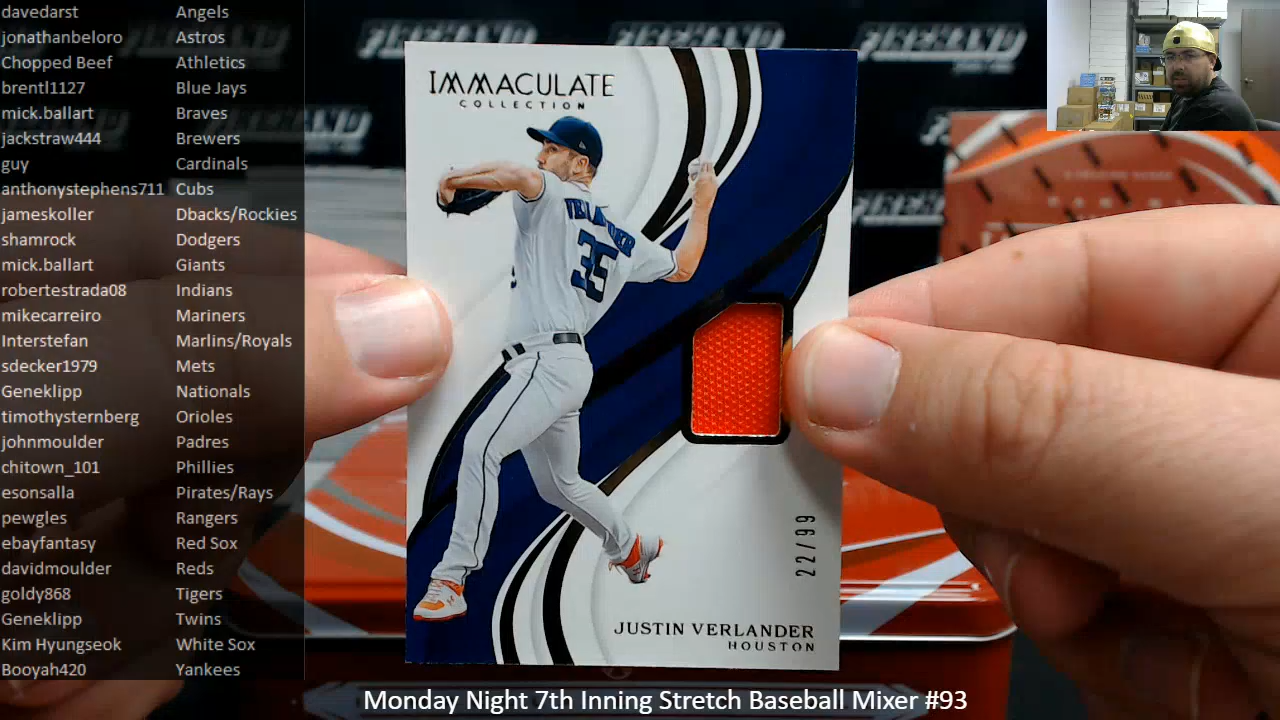 davedarst Angels
jonathanbeloro Astros
Chopped Beef Athletics
brentl1127 Blue Jays
mick.ballart Braves
jackstraw444 Brewers
guy Cardinals
anthonystephens711 Cubs
jameskoller Dbacks/Rockies
shamrock Dodgers
mick.ballart Giants
robertestrada08 Indians
mikecarreiro Mariners
Interstefan Marlins/Royals
sdecker1979 Mets
Geneklipp Nationals
timothysternberg Orioles
johnmoulder Padres
chitown_101 Phillies
esonsalla Pirates/Rays
pewgles Rangers
ebayfantasy Red Sox
davidmoulder Reds
goldy868 Tigers
Geneklipp Twins
Kim Hyungseok White Sox
Booyah420 Yankees
FIREHAND
FIREHAND
IMMACULATE
COLLECTION
VERLANDER
35
22/99
JUSTIN VERLANDER
HOUSTON
Monday Night 7th Inning Stretch Baseball Mixer #93